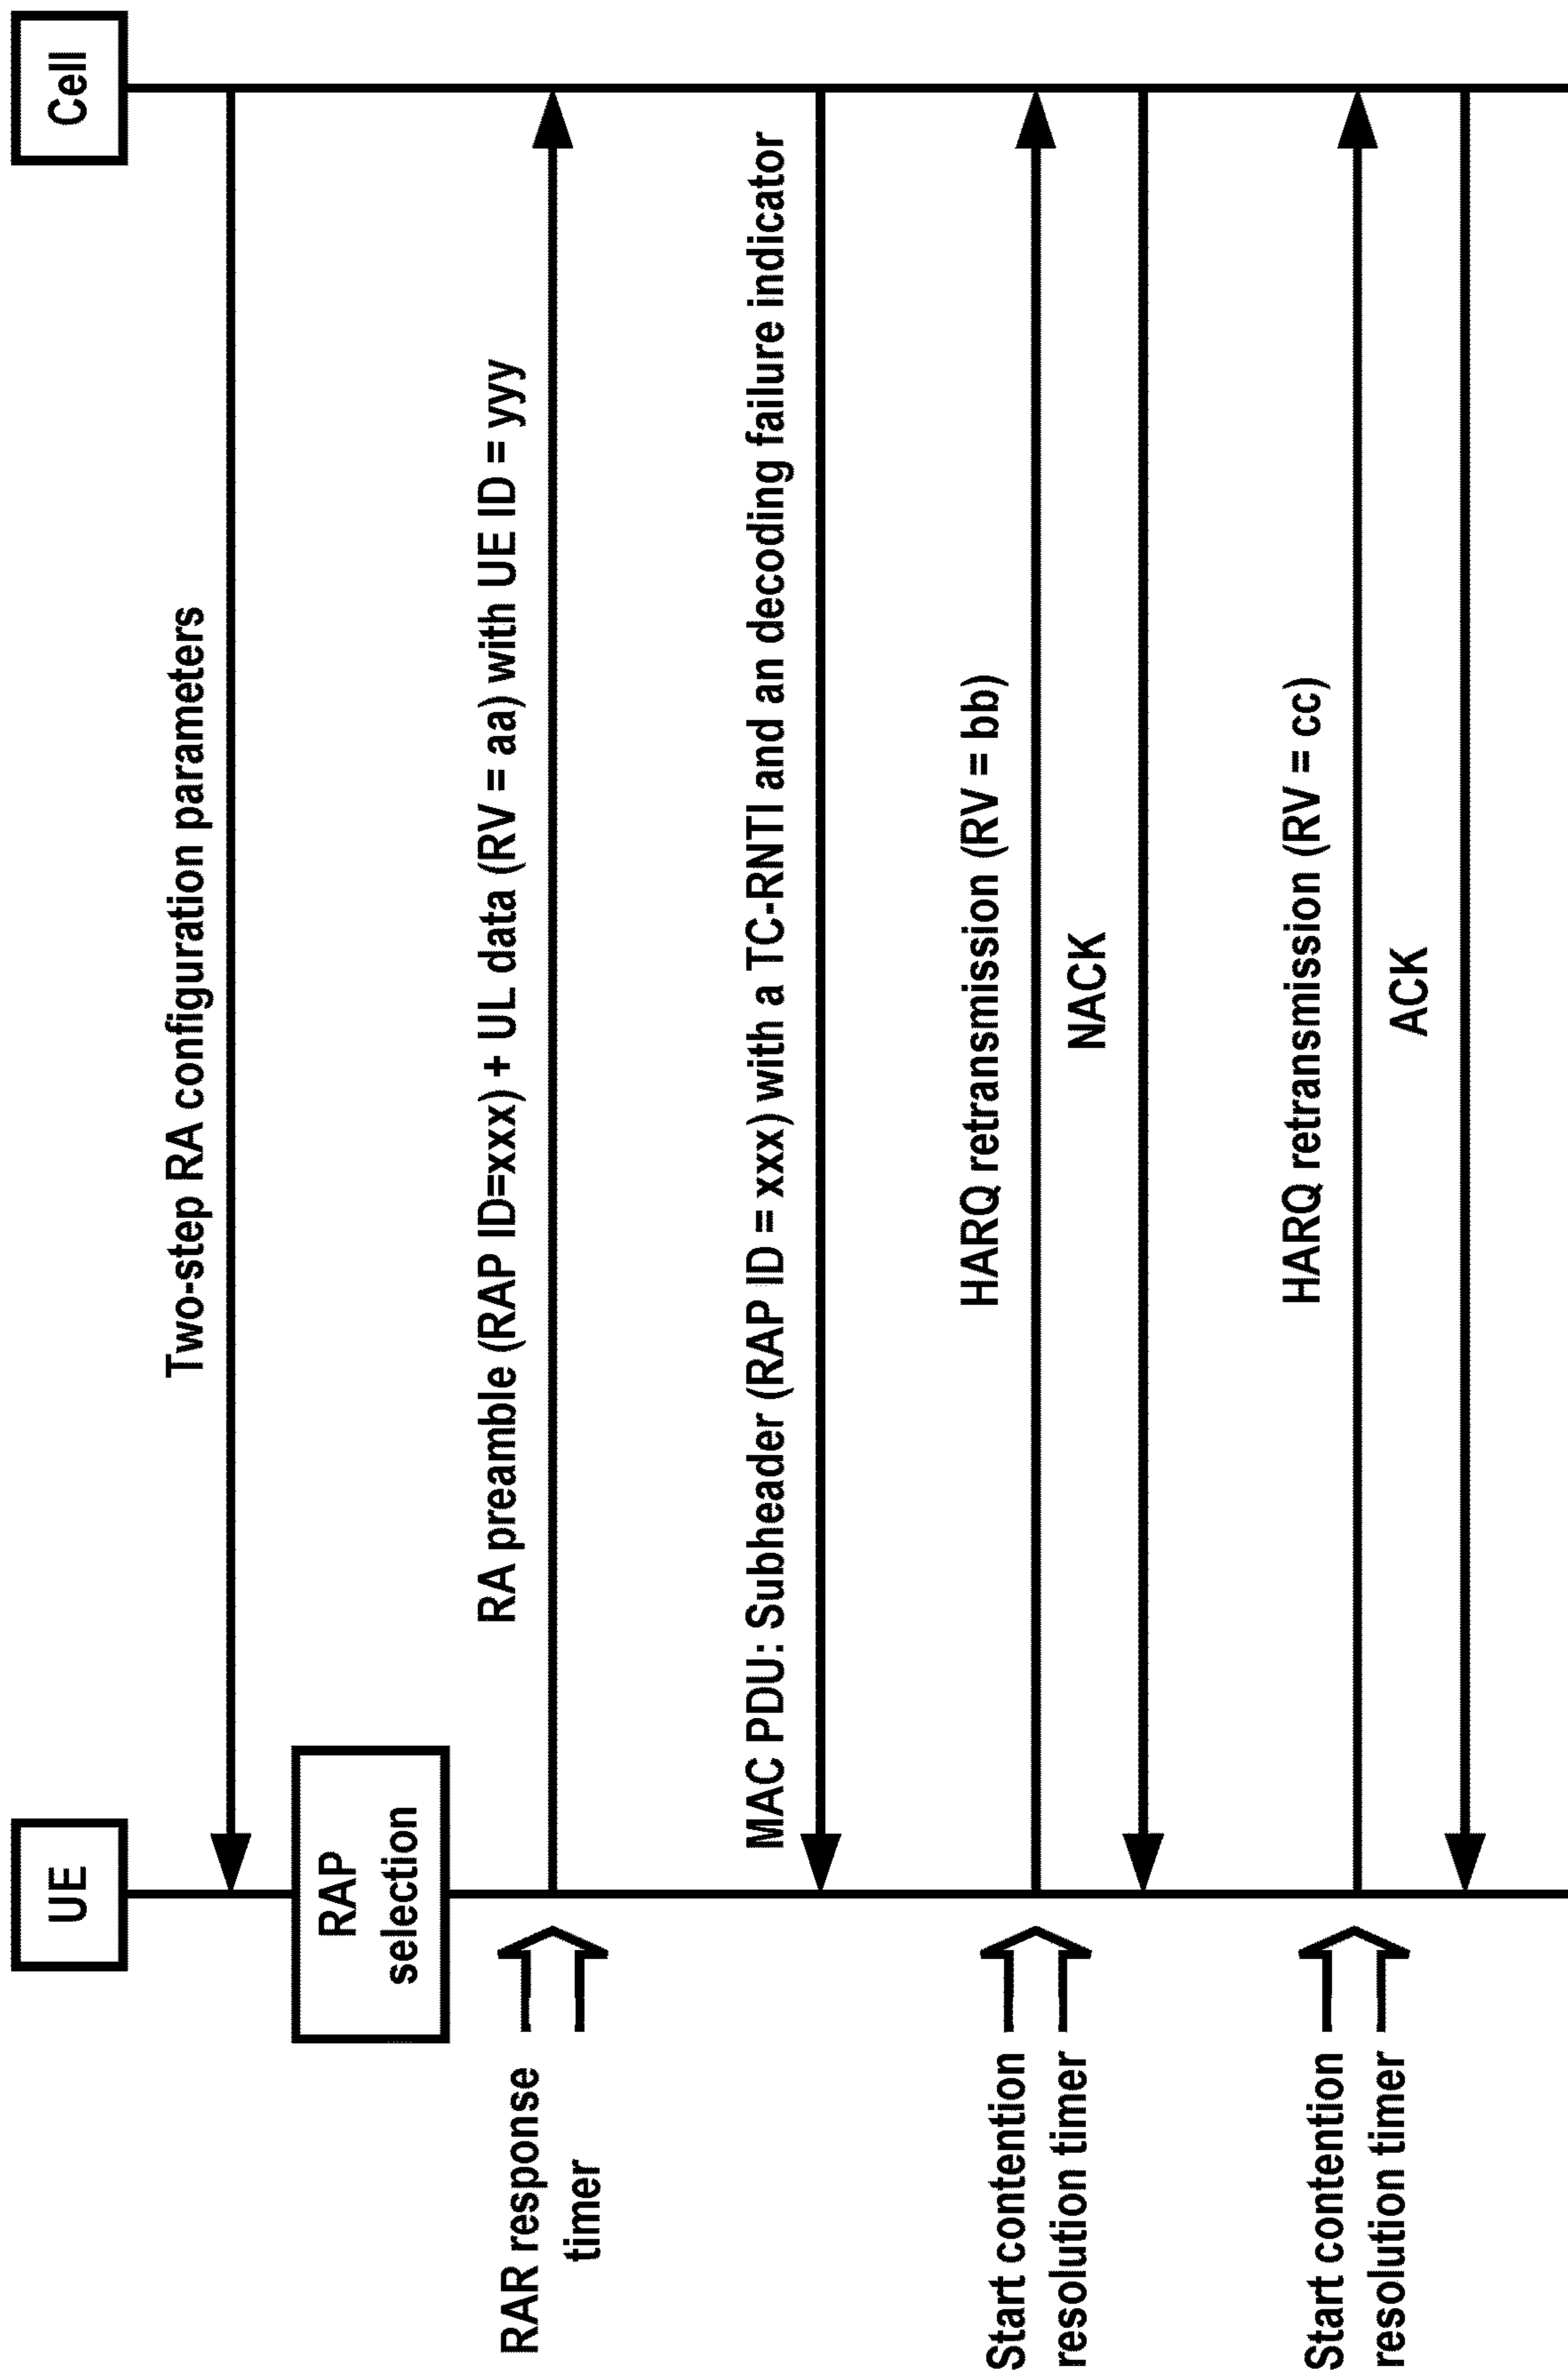 UE
Cell
Two-step RA configuration parameters
RAP
selection
RA preamble (RAP ID=xxx) + UL data (RV = aa) with UE ID = yyy
RAR response
timer
MAC PDU: Subheader (RAP ID = xxx) with a TC-RNTI and an decoding failure indicator
HARQ retransmission (RV = bb)
Start contention
resolution timer
NACK
HARQ retransmission (RV = cc)
Start contention
resolution timer
ACK